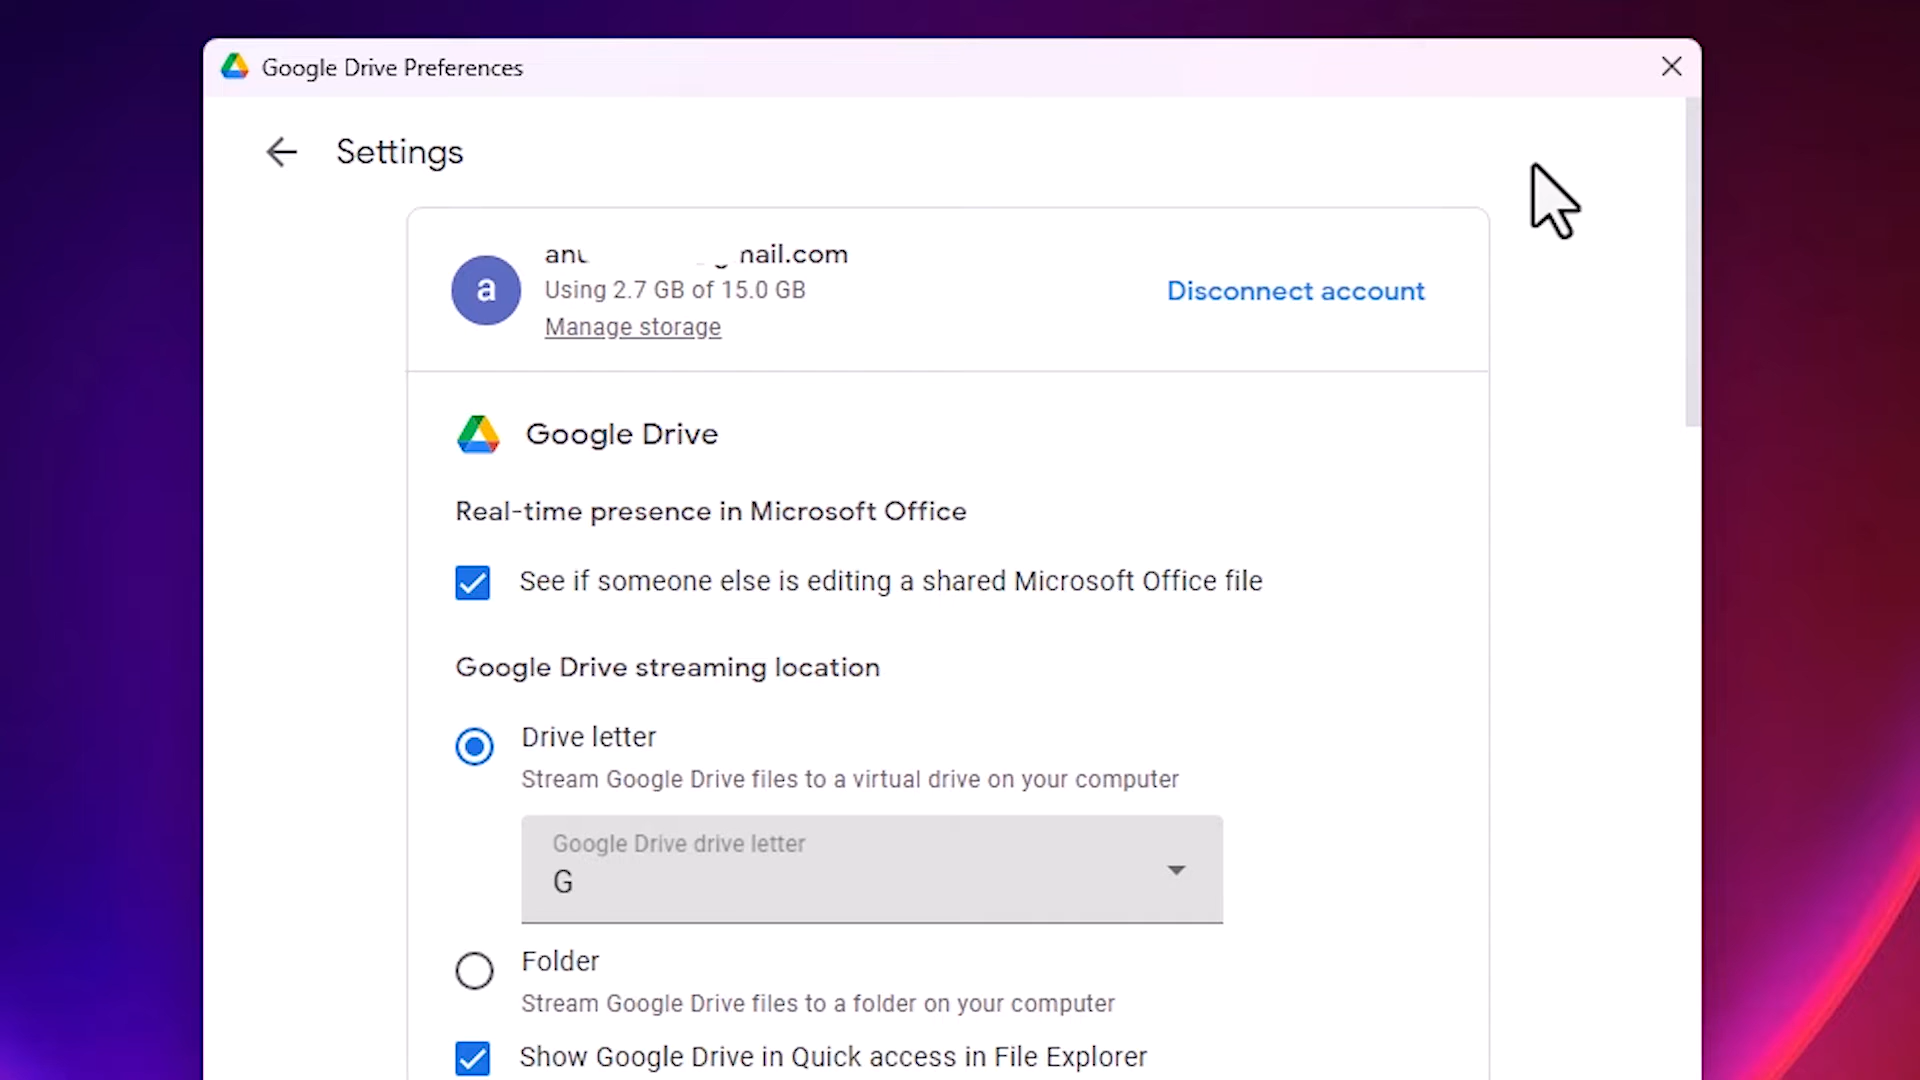 Google Drive Preferences
Settings
a
Using 2.7 GB of 15.0 GB
Disconnect account
Manage storage
Google Drive
Real-time presence in Microsoft Office
See if someone else is editing a shared Microsoft Office file
Google Drive streaming location
Drive letter
Stream Google Drive files to a virtual drive on your computer
Google Drive drive letter
G
Folder
Stream Google Drive files to a folder on your computer
Show Google Drive in Quick access in File Explorer